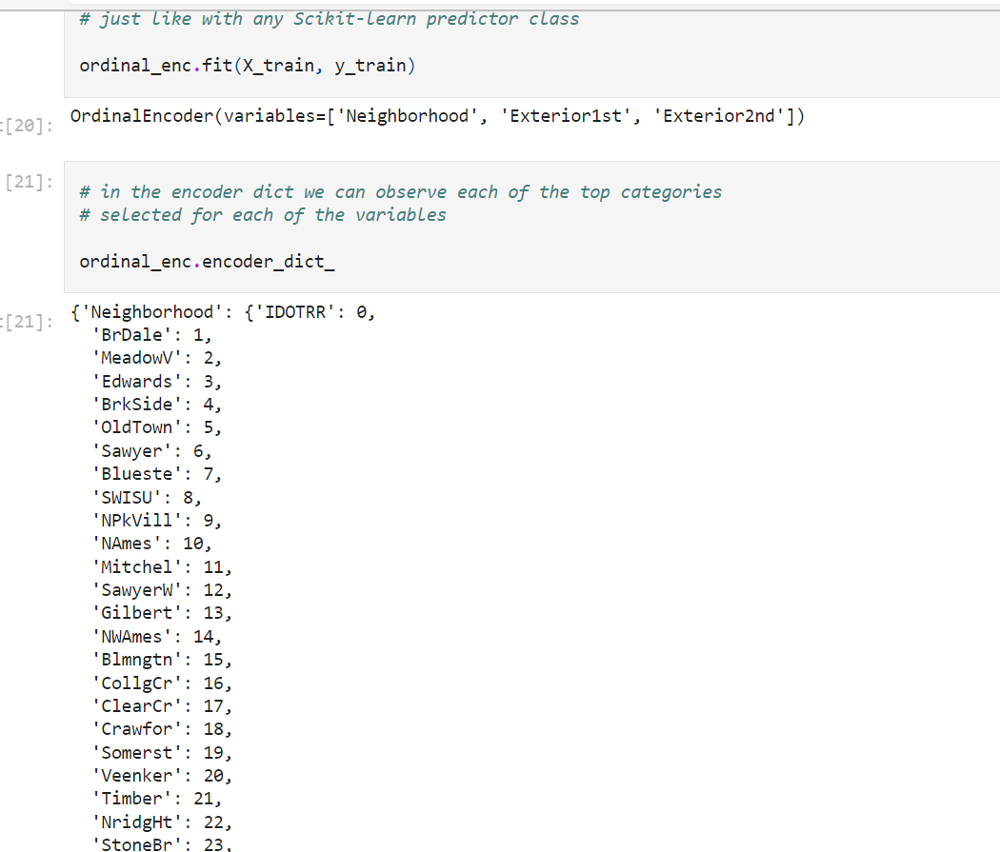 # just like with any Scikit-learn predictor class
ordinal_enc.fit(X_train, y_train)
t[20]: OrdinalEncoder(variables=['Neighborhood', 'Exterior1st', 'Exterior2nd'])
[21]: # in the encoder dict we can observe each of the top categories
# selected for each of the variables
ordinal_enc.encoder_dict_
t[21]: {'Neighborhood': {'IDOTRR': 0,
'BrDale': 1,
'MeadowV': 2,
'Edwards': 3,
'BrkSide': 4,
'OldTown': 5,
'Sawyer': 6,
'Blueste': 7,
'SWISU': 8,
'NPkVill': 9,
'NAmes': 10,
'Mitchel': 11,
'SawyerW': 12,
'Gilbert': 13,
'NWAmes': 14,
'Blmngtn': 15,
'CollgCr': 16,
'ClearCr': 17,
'Crawfor': 18,
'Somerst': 19,
'Veenker': 20,
'Timber': 21,
'NridgHt': 22,
'StoneBr': 23,